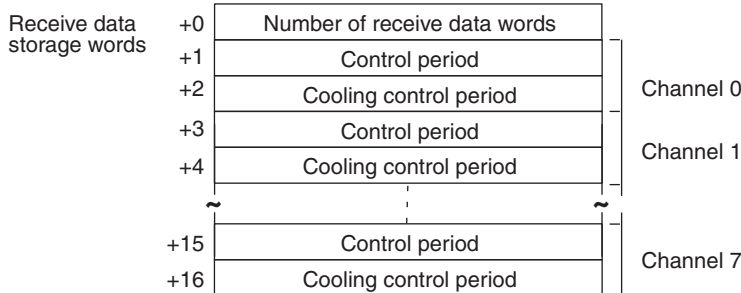 Receive data
storage words
+0 Number of receive data words
+1 Control period
+2 Cooling control period
Channel 0
+3 Control period
+4 Cooling control period
Channel 1
~ ~
+15 Control period
+16 Cooling control period
Channel 7